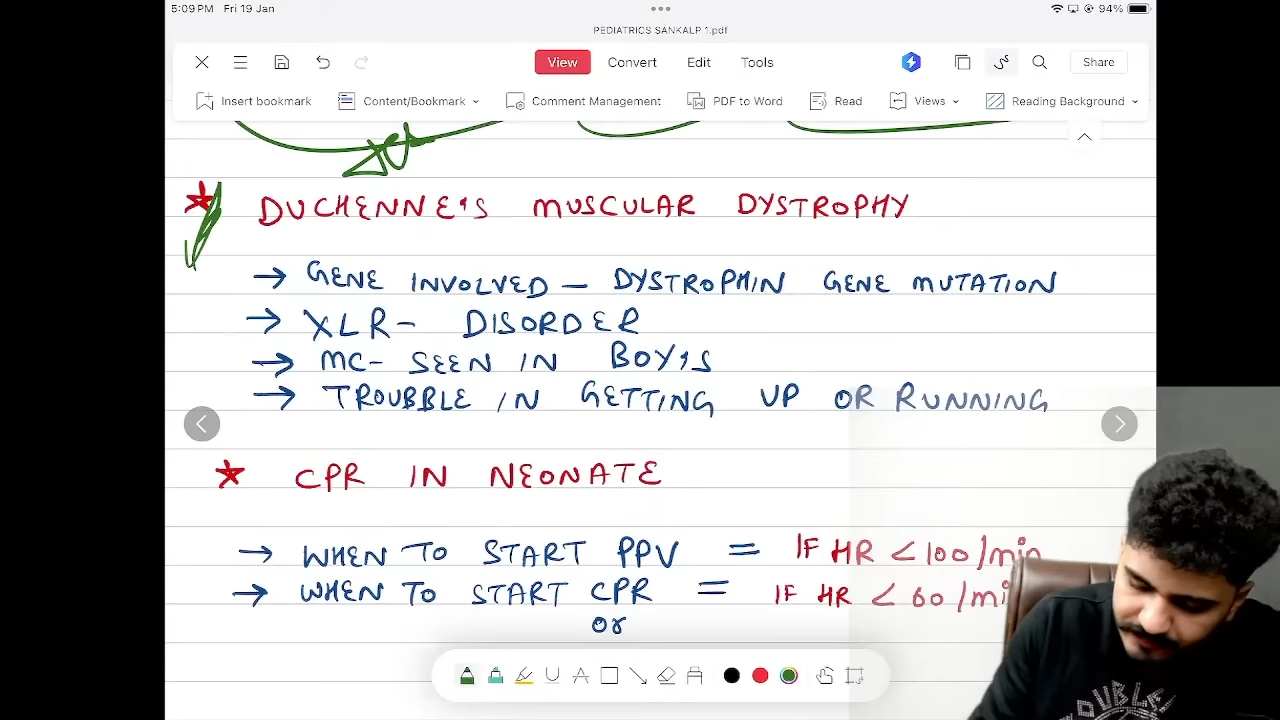 5:09 PM Fri 19 Jan
94%
PEDIATRICS SANKALP 1.pdf
View Convert Edit Tools
Share
Insert bookmark Content/Bookmark Comment Management PDF to Word Read Views Reading Background
★ DUCHENNE'S MUSCULAR DYSTROPHY
→ GENE INVOLVED — DYSTROPHIN GENE MUTATION
→ XLR- DISORDER
→ MC- SEEN IN BOY'S
→ TROUBBLE IN GETTING UP OR RUNNING
★ CPR IN NEONATE
→ WHEN TO START PPV = IF HR < 100/min
→ WHEN TO START CPR = IF HR < 60/mi
or